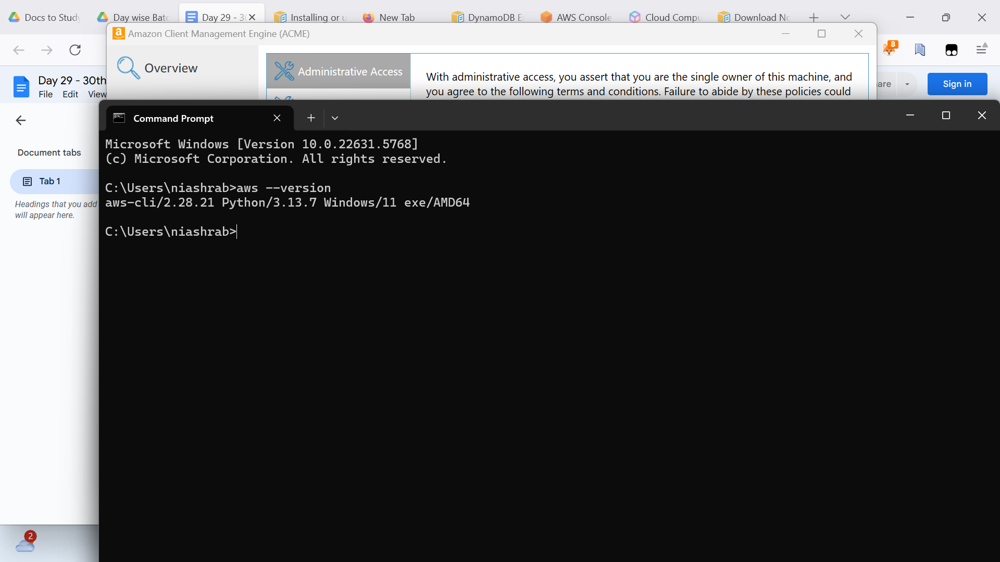 Docs to Study
Day wise Batc
Day 29 - 30
Installing or u
New Tab
DynamoDB E
AWS Console
Cloud Compu
Download No
Amazon Client Management Engine (ACME)
8
Overview
Administrative Access
With administrative access, you assert that you are the single owner of this machine, and
you agree to the following terms and conditions. Failure to abide by these policies could
Day 29 - 30th
File Edit View
are
Sign in
Command Prompt
Document tabs
Tab 1
Headings that you add
will appear here.
Microsoft Windows [Version 10.0.22631.5768]
(c) Microsoft Corporation. All rights reserved.
C:\Users\niashrab>aws --version
aws-cli/2.28.21 Python/3.13.7 Windows/11 exe/AMD64
C:\Users\niashrab>
2